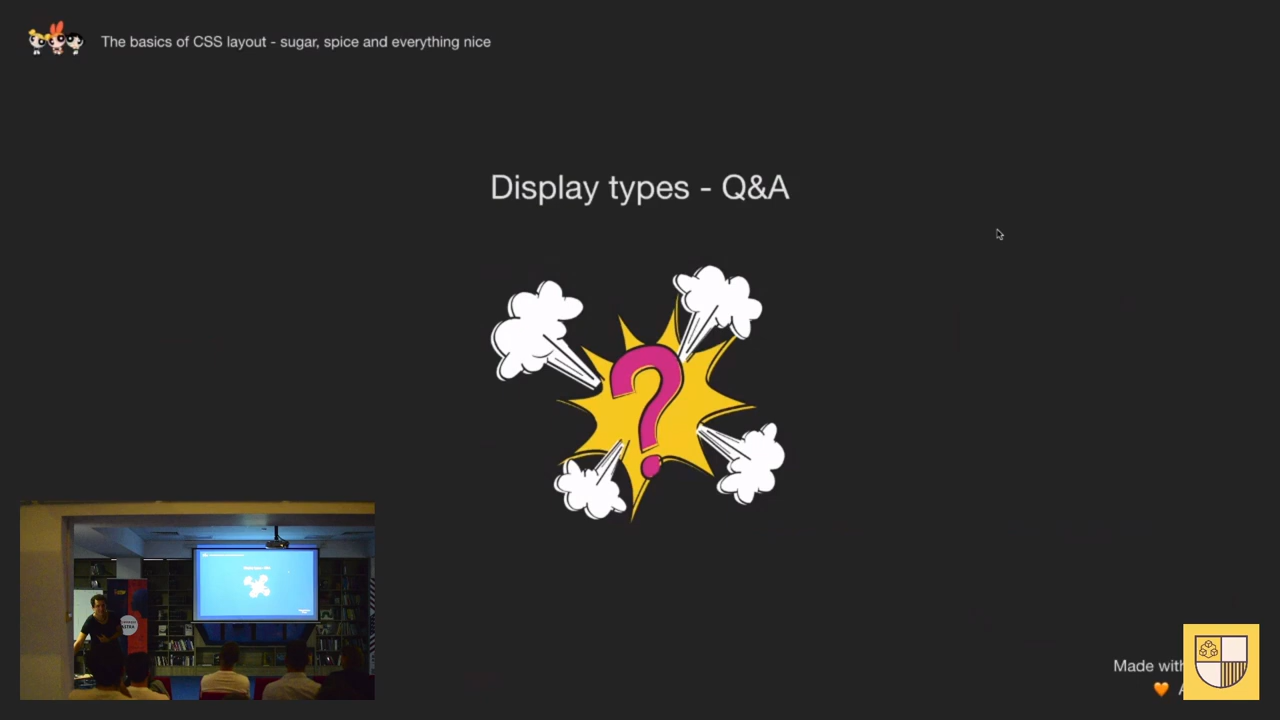 The basics of CSS layout - sugar, spice and everything nice
Display types - Q&A
?
Made with
🧡